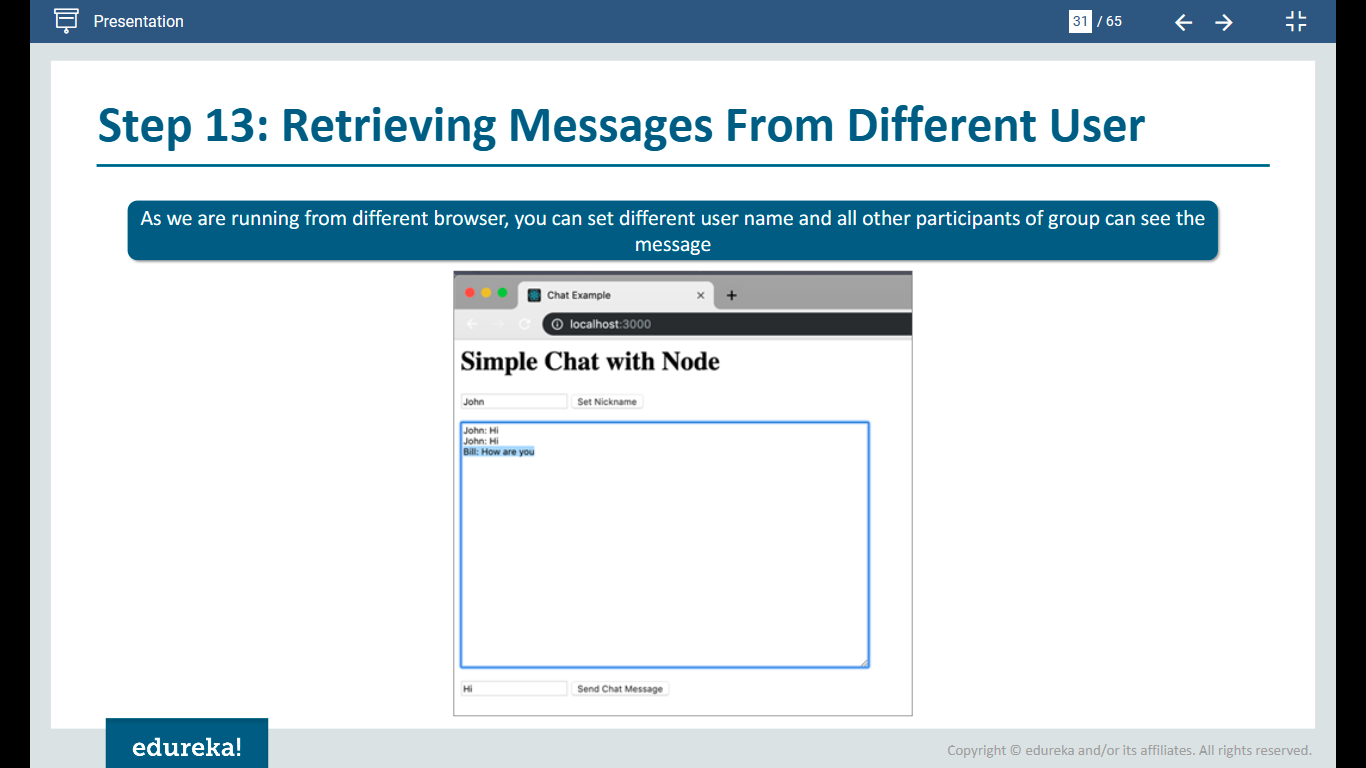 Presentation
31 / 65
Step 13: Retrieving Messages From Different User
As we are running from different browser, you can set different user name and all other participants of group can see the
message
Chat Example
localhost:3000
Simple Chat with Node
John Set Nickname
John: Hi
John: Hi
Bill: How are you
Hi Send Chat Message
edureka!
Copyright © edureka and/or its affiliates. All rights reserved.